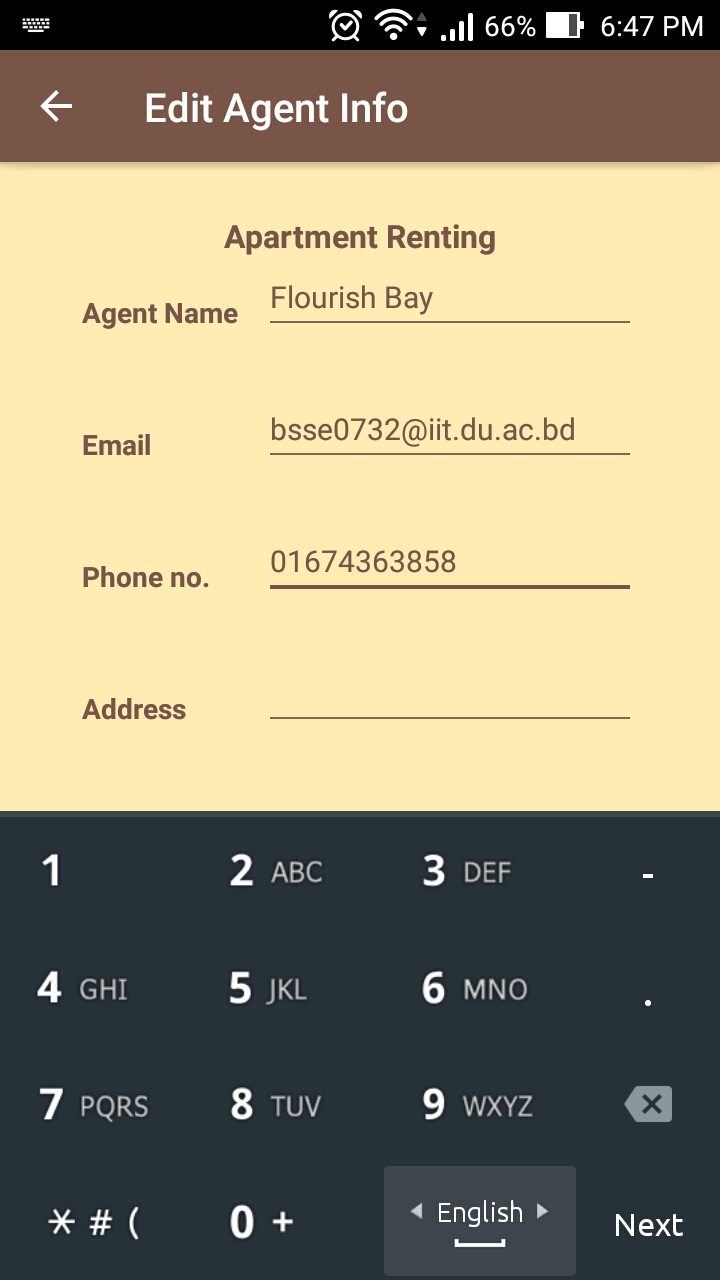 66% 6:47 PM
Edit Agent Info
Apartment Renting
Agent Name Flourish Bay
Email bsse0732@iit.du.ac.bd
Phone no. 01674363858
Address
1 2 ABC 3 DEF -
4 GHI 5 JKL 6 MNO .
7 PQRS 8 TUV 9 WXYZ
* # ( 0 + English Next